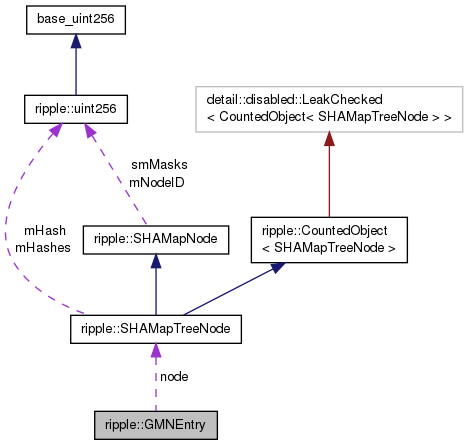 base_uint256
detail::disabled::LeakChecked
< CountedObject< SHAMapTreeNode > >
ripple::uint256
smMasks
mNodeID
mHash
mHashes
ripple::SHAMapNode
ripple::CountedObject
< SHAMapTreeNode >
ripple::SHAMapTreeNode
node
ripple::GMNEntry